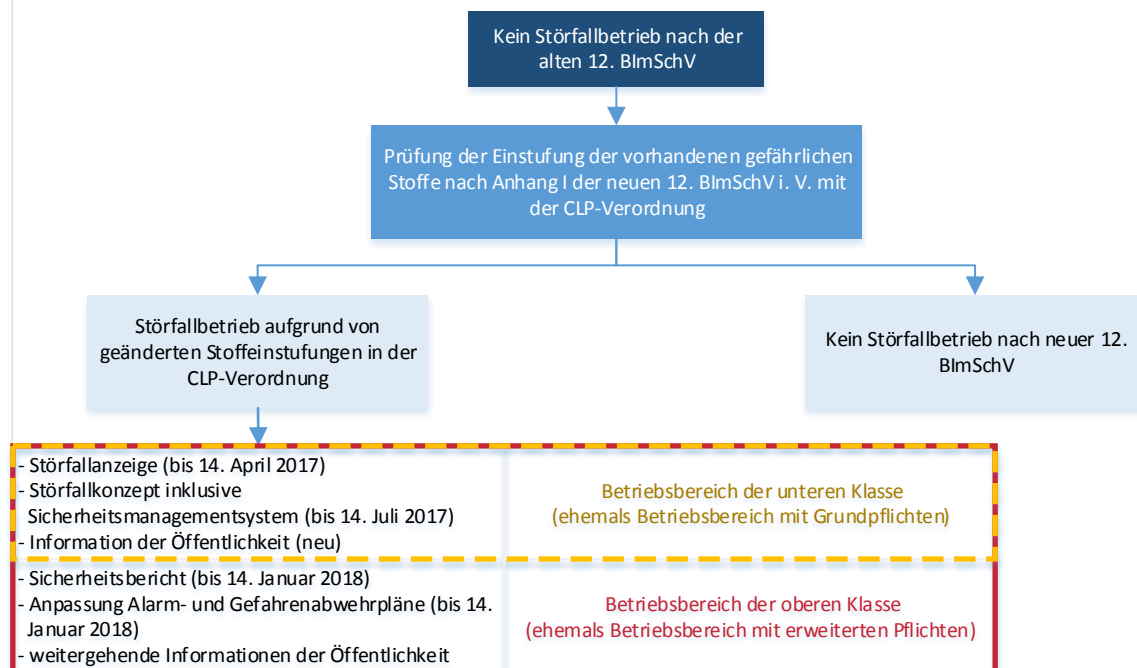 Kein Störfallbetrieb nach der
alten 12. BImSchV
Prüfung der Einstufung der vorhandenen gefährlichen
Stoffe nach Anhang I der neuen 12. BImSchV i. V. mit
der CLP-Verordnung
Störfallbetrieb aufgrund von
geänderten Stoffeinstufungen in der
CLP-Verordnung
Kein Störfallbetrieb nach neuer 12.
BImSchV
- Störfallanzeige (bis 14. April 2017)
- Störfallkonzept inklusive
Sicherheitsmanagementsystem (bis 14. Juli 2017)
- Information der Öffentlichkeit (neu)
Betriebsbereich der unteren Klasse
(ehemals Betriebsbereich mit Grundpflichten)
- Sicherheitsbericht (bis 14. Januar 2018)
- Anpassung Alarm- und Gefahrenabwehrpläne (bis 14.
Januar 2018)
- weitergehende Informationen der Öffentlichkeit
Betriebsbereich der oberen Klasse
(ehemals Betriebsbereich mit erweiterten Pflichten)